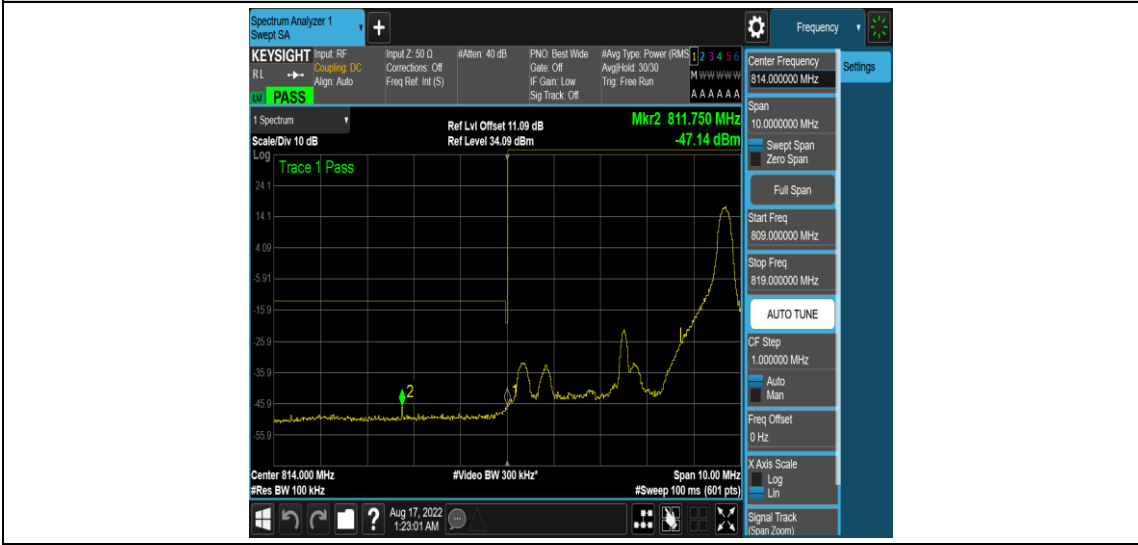 Spectrum Analyzer 1
Swept SA
+
Frequency
KEYSIGHT
RL
LM
PASS
Input: RF
Coupling: DC
Align: Auto
Input Z: 50 Ω
Corrections: Off
Freq Ref: Int (S)
#Atten: 40 dB
PNO: Best Wide
Gate: Off
IF Gain: Low
Sig Track: Off
#Avg Type: Power (RMS
Avg|Hold: 30/30
Trig: Free Run
1 2 3 4 5 6
M W W W W W
A A A A A A
1 Spectrum
Scale/Div 10 dB
Ref Lvl Offset 11.09 dB
Ref Level 34.09 dBm
Mkr2 811.750 MHz
-47.14 dBm
Log
Trace 1 Pass
24.1
14.1
4.09
-5.91
-15.9
-25.9
-35.9
-45.9
-55.9
2
1
Center 814.000 MHz
#Res BW 100 kHz
#Video BW 300 kHz*
Span 10.00 MHz
#Sweep 100 ms (601 pts)
?
Aug 17, 2022
1:23:01 AM
Center Frequency
814.000000 MHz
Settings
Span
10.0000000 MHz
Swept Span
Zero Span
Full Span
Start Freq
809.000000 MHz
Stop Freq
819.000000 MHz
AUTO TUNE
CF Step
1.000000 MHz
Auto
Man
Freq Offset
0 Hz
X Axis Scale
Log
Lin
Signal Track
(Span Zoom)